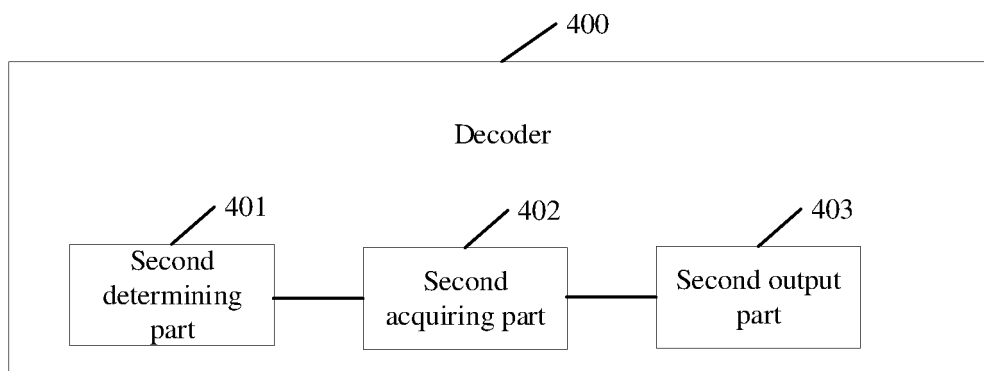 400
Decoder
401
402
403
Second
determining
part
Second
acquiring part
Second output
part